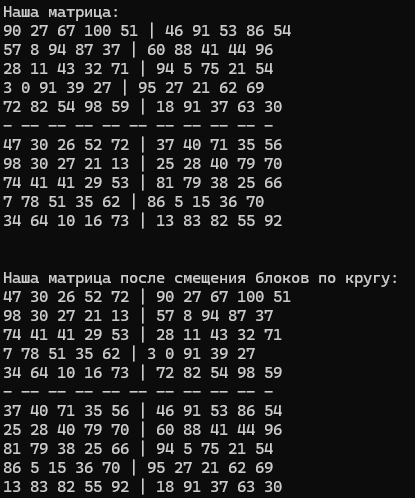 Наша матрица:
90 27 67 100 51 | 46 91 53 86 54
57 8 94 87 37 | 60 88 41 44 96
28 11 43 32 71 | 94 5 75 21 54
3 0 91 39 27 | 95 27 21 62 69
72 82 54 98 59 | 18 91 37 63 30
— —— —— —— —— —— —— —— —— —
47 30 26 52 72 | 37 40 71 35 56
98 30 27 21 13 | 25 28 40 79 70
74 41 41 29 53 | 81 79 38 25 66
7 78 51 35 62 | 86 5 15 36 70
34 64 10 16 73 | 13 83 82 55 92
Наша матрица после смещения блоков по кругу:
47 30 26 52 72 | 90 27 67 100 51
98 30 27 21 13 | 57 8 94 87 37
74 41 41 29 53 | 28 11 43 32 71
7 78 51 35 62 | 3 0 91 39 27
34 64 10 16 73 | 72 82 54 98 59
— —— —— —— —— —— —— —— —— —
37 40 71 35 56 | 46 91 53 86 54
25 28 40 79 70 | 60 88 41 44 96
81 79 38 25 66 | 94 5 75 21 54
86 5 15 36 70 | 95 27 21 62 69
13 83 82 55 92 | 18 91 37 63 30